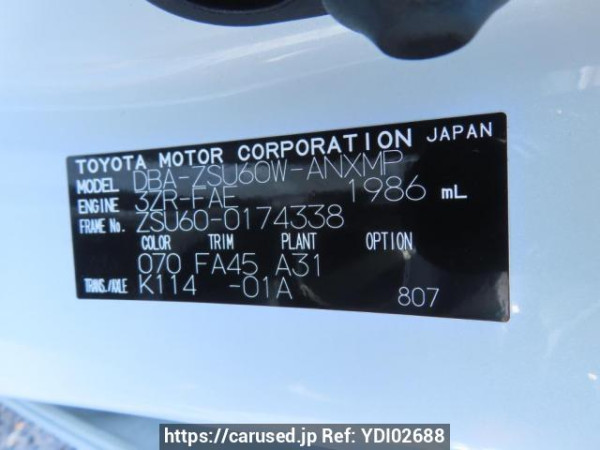 TOYOTA MOTOR CORPORATION JAPAN
MODEL DBA-ZSU60W-ANXMP
ENGINE 3ZR-FAE 1986 mL
FRAME No. ZSU60-0174338
COLOR TRIM PLANT OPTION
070 FA45 A31
TRANS./AXLE K114 -01A
807
https://carused.jp Ref: YDI02688